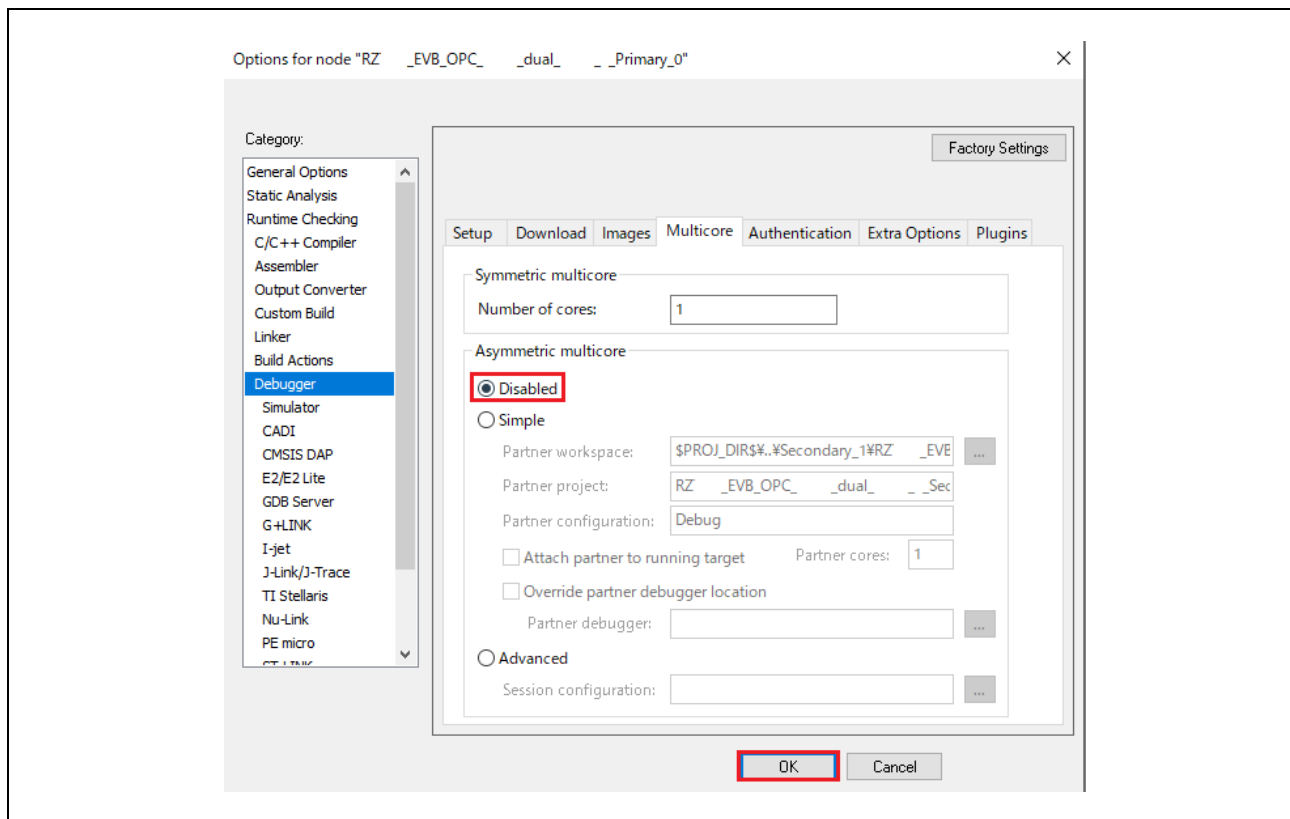 Options for node "RZ _EVB_OPC_ _dual_ _ _Primary_0"
Category:
General Options
Static Analysis
Runtime Checking
C/C++ Compiler
Assembler
Output Converter
Custom Build
Linker
Build Actions
Debugger
Simulator
CADI
CMSIS DAP
E2/E2 Lite
GDB Server
G+LINK
I-jet
J-Link/J-Trace
TI Stellaris
Nu-Link
PE micro
ST-LINK
Factory Settings
Setup Download Images Multicore Authentication Extra Options Plugins
Symmetric multicore
Number of cores: 1
Asymmetric multicore
Disabled
Simple
Partner workspace: $PROJ_DIR$¥..¥Secondary_1¥RZ _EVE ...
Partner project: RZ _EVB_OPC_ _dual_ _ _Sec
Partner configuration: Debug
Attach partner to running target Partner cores: 1
Override partner debugger location
Partner debugger: ...
Advanced
Session configuration: ...
OK Cancel